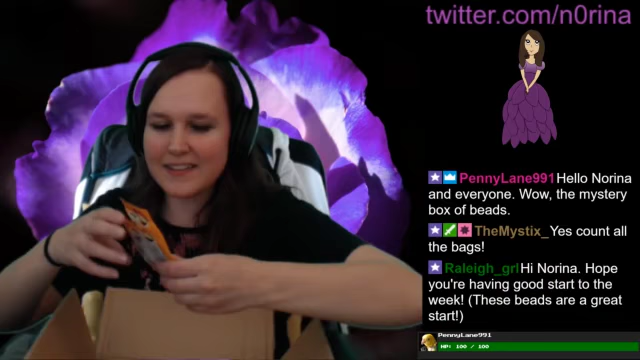 twitter.com/n0rina
PennyLane991 Hello Norina
and everyone. Wow, the mystery
box of beads.
TheMystix_ Yes count all
the bags!
Raleigh_grl Hi Norina. Hope
you're having good start to the
week! (These beads are a great
start!)
PennyLane991
HP: 100 / 100